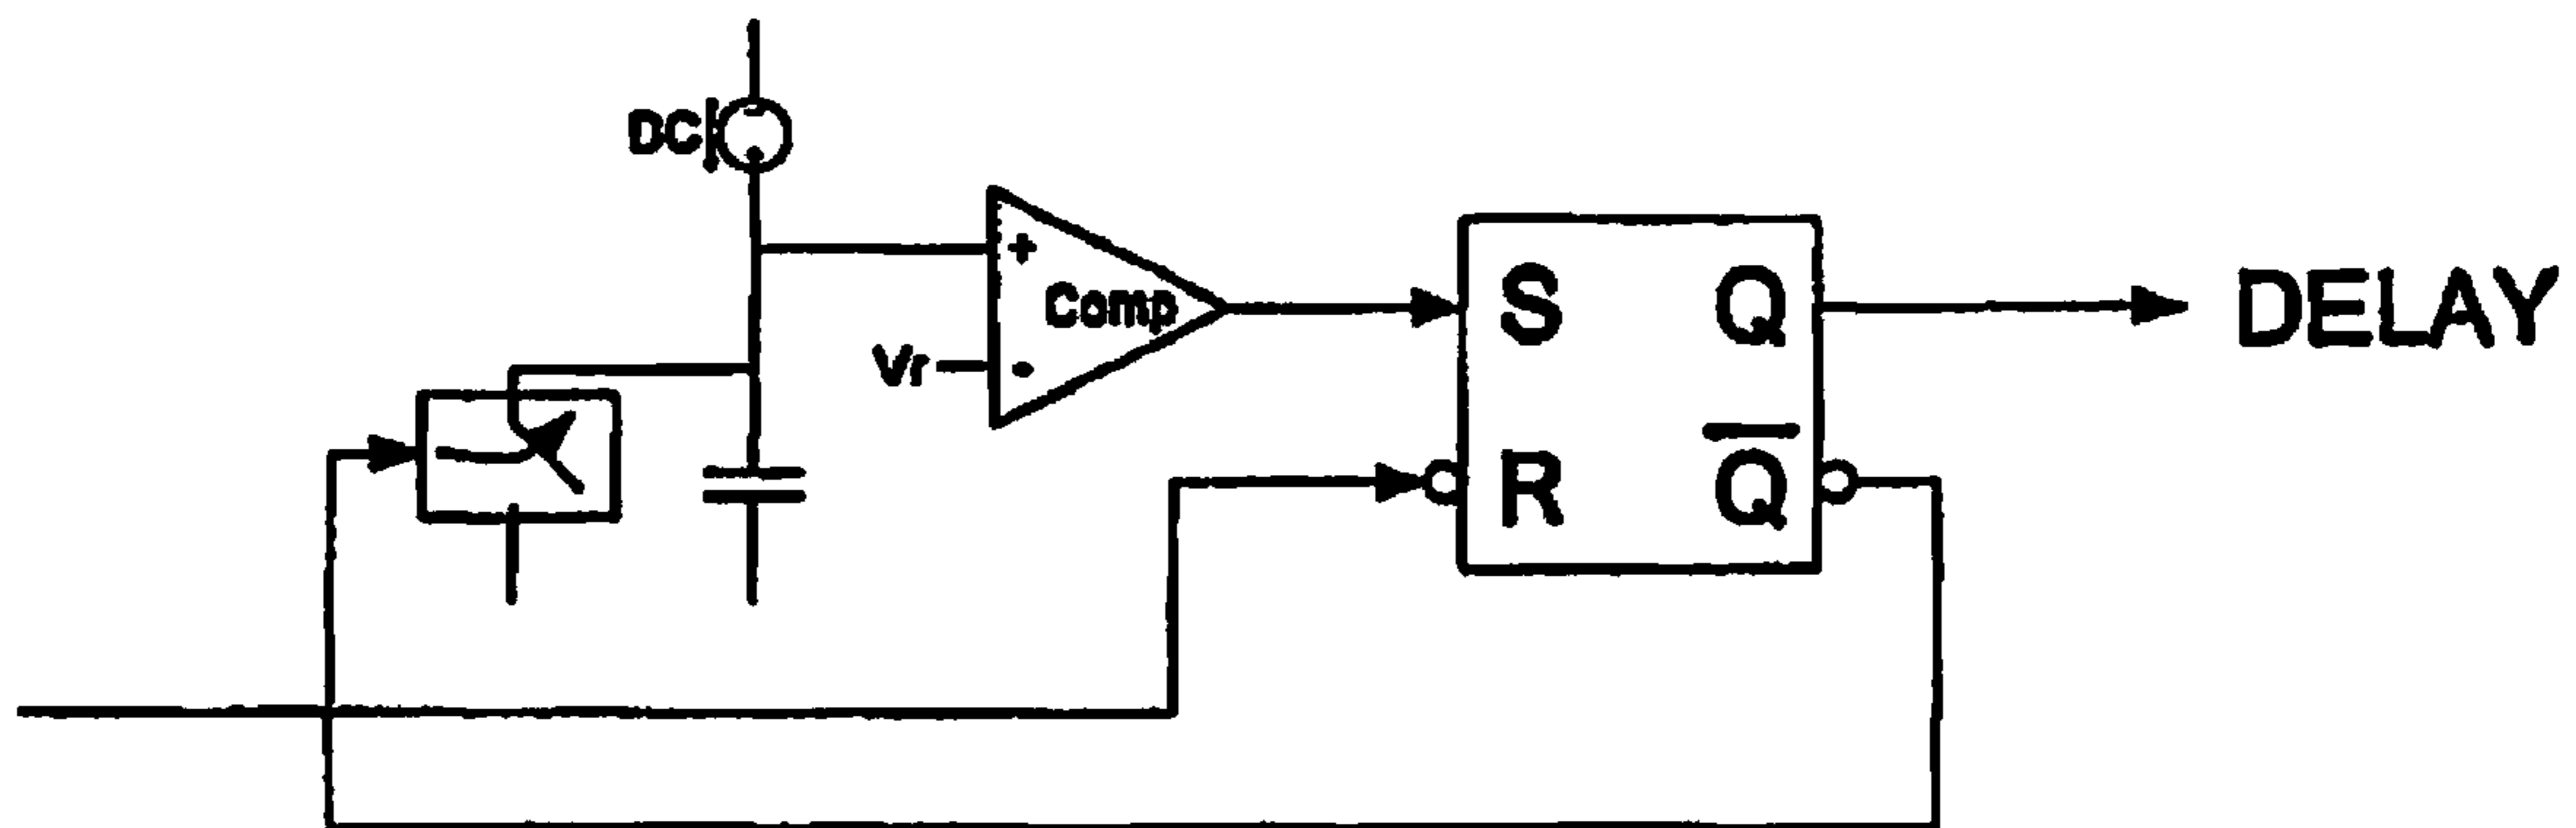 DC
+
Comp
Vr
-
S Q
DELAY
R Q̅